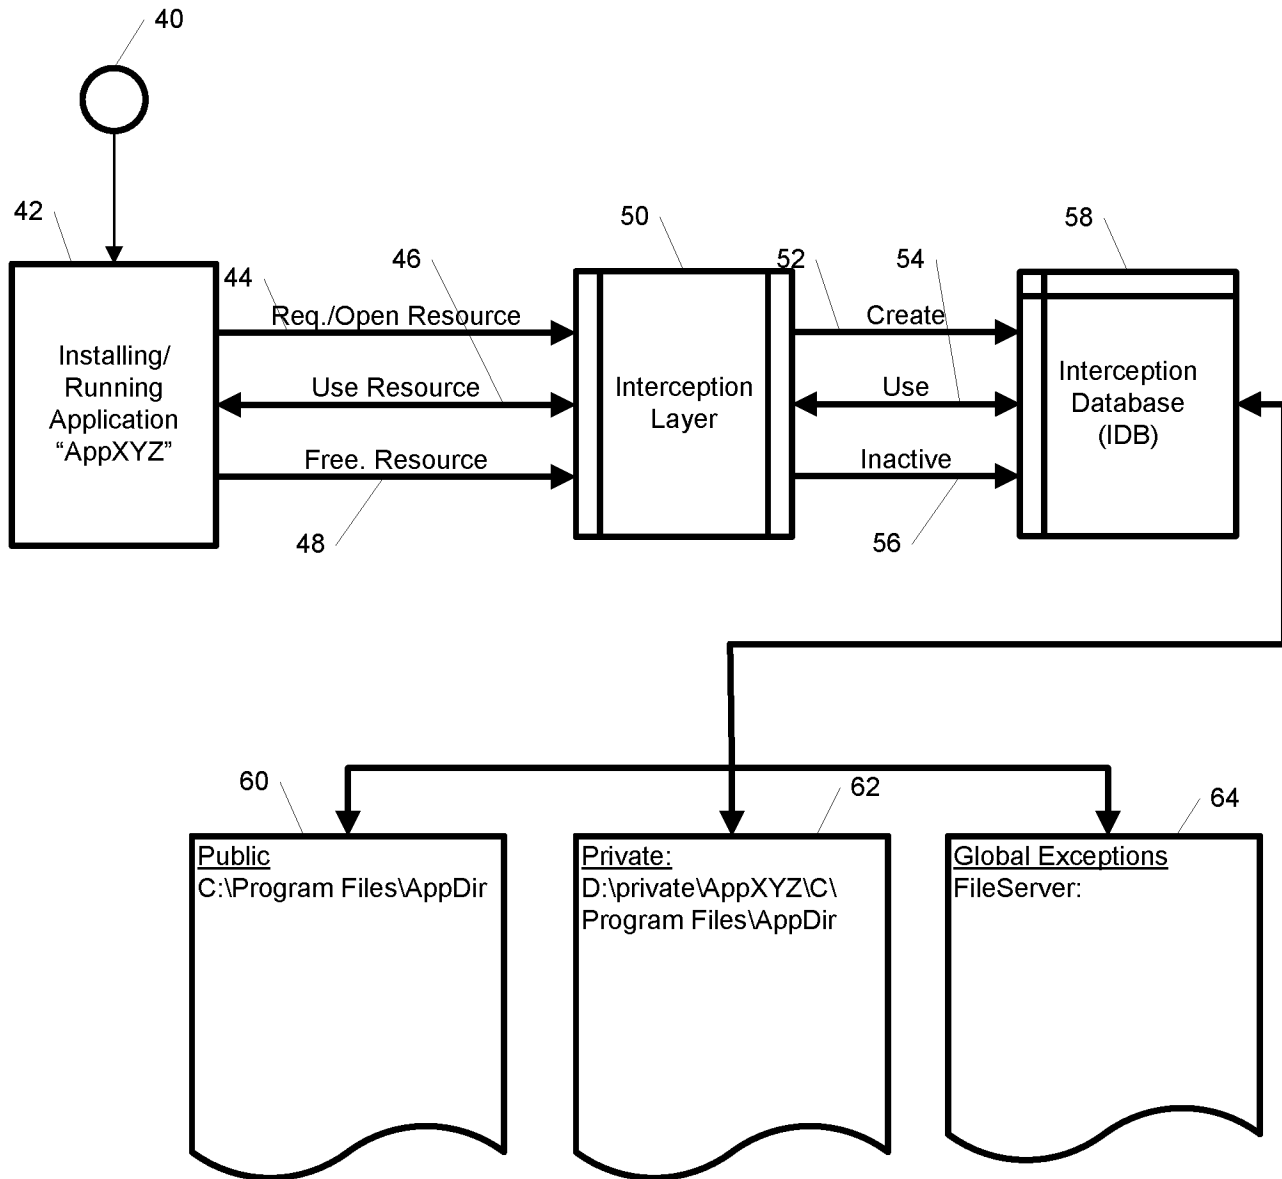 40
42
50
58
46
52
54
44
Req./Open Resource
Create
Installing/
Running
Application
“AppXYZ”
Use Resource
Interception
Layer
Use
Interception
Database
(IDB)
Free. Resource
Inactive
48
56
60
62
64
Public
C:\Program Files\AppDir
Private:
D:\private\AppXYZ\C\
Program Files\AppDir
Global Exceptions
FileServer: